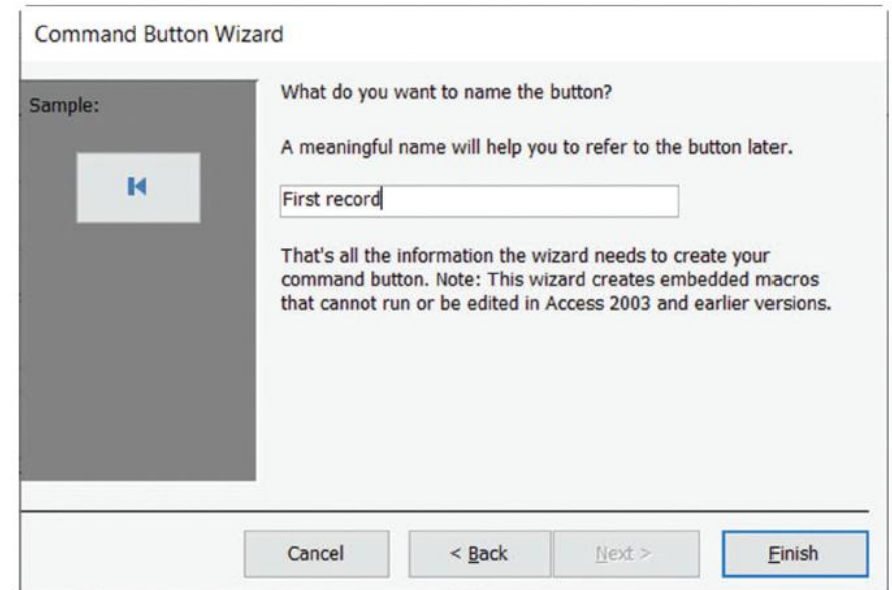 Command Button Wizard
Sample:
What do you want to name the button?
A meaningful name will help you to refer to the button later.
First record
That's all the information the wizard needs to create your
command button. Note: This wizard creates embedded macros
that cannot run or be edited in Access 2003 and earlier versions.
Cancel
< Back
Next >
Finish